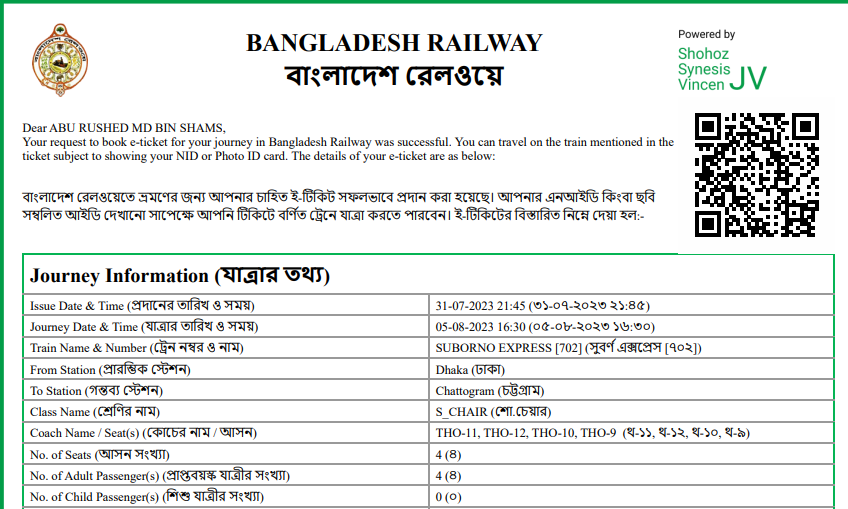 BANGLADESH RAILWAY
বাংলাদেশ রেলওয়ে
Powered by
Shohoz
Synesis
Vincen JV
Dear ABU RUSHED MD BIN SHAMS,
Your request to book e-ticket for your journey in Bangladesh Railway was successful. You can travel on the train mentioned in the
ticket subject to showing your NID or Photo ID card. The details of your e-ticket are as below:
বাংলাদেশ রেলওয়েতে ভ্রমণের জন্য আপনার চাহিত ই-টিকিট সফলভাবে প্রদান করা হয়েছে। আপনার এনআইডি কিংবা ছবি
সম্বলিত আইডি দেখানো সাপেক্ষে আপনি টিকিটে বর্ণিত ট্রেনে যাত্রা করতে পারবেন। ই-টিকিটের বিস্তারিত নিম্নে দেয়া হল:-
Journey Information (যাত্রার তথ্য)
Issue Date & Time (প্রদানের তারিখ ও সময়) 31-07-2023 21:45 (৩১-০৭-২০২৩ ২১:৪৫)
Journey Date & Time (যাত্রার তারিখ ও সময়) 05-08-2023 16:30 (০৫-০৮-২০২৩ ১৬:৩০)
Train Name & Number (ট্রেন নম্বর ও নাম) SUBORNO EXPRESS [702] (সুবর্ণ এক্সপ্রেস [৭০২])
From Station (প্রারম্ভিক স্টেশন) Dhaka (ঢাকা)
To Station (গন্তব্য স্টেশন) Chattogram (চট্টগ্রাম)
Class Name (শ্রেণির নাম) S_CHAIR (শো.চেয়ার)
Coach Name / Seat(s) (কোচের নাম / আসন) THO-11, THO-12, THO-10, THO-9 (থ-১১, থ-১২, থ-১০, থ-৯)
No. of Seats (আসন সংখ্যা) 4 (৪)
No. of Adult Passenger(s) (প্রাপ্তবয়স্ক যাত্রীর সংখ্যা) 4 (৪)
No. of Child Passenger(s) (শিশু যাত্রীর সংখ্যা) 0 (০)